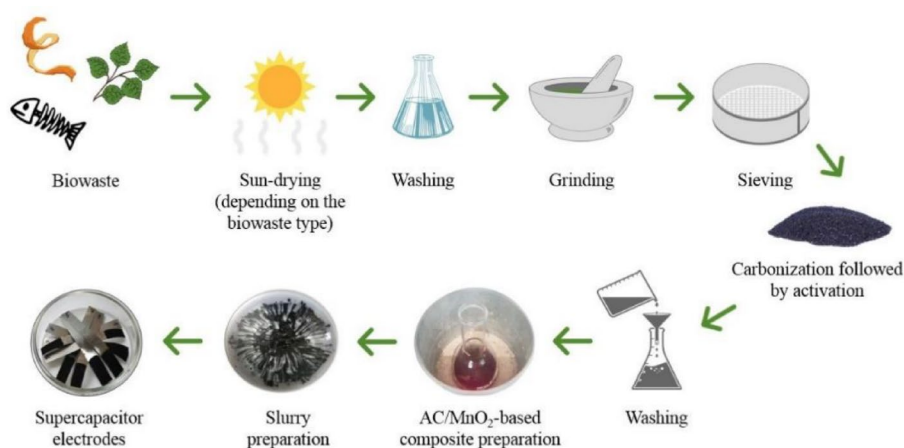 Biowaste
Sun-drying
(depending on the
biowaste type)
Washing
Grinding
Sieving
Carbonization followed
by activation
Washing
AC/MnO₂-based
composite preparation
Slurry
preparation
Supercapacitor
electrodes